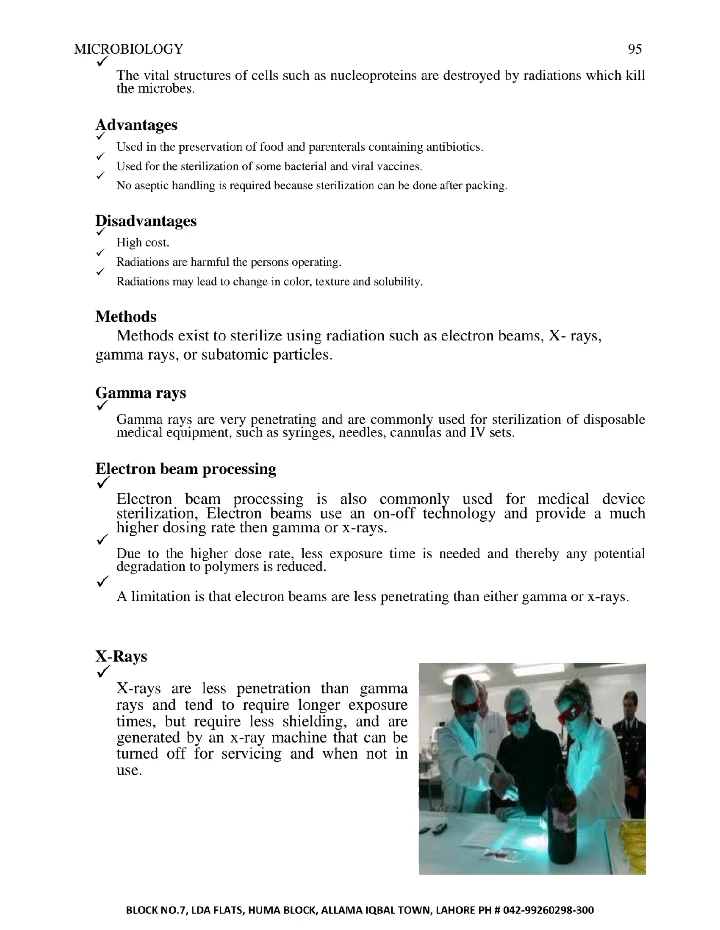 MICROBIOLOGY 95
✓
The vital structures of cells such as nucleoproteins are destroyed by radiations which kill
the microbes.
Advantages
✓
Used in the preservation of food and parenterals containing antibiotics.
✓
Used for the sterilization of some bacterial and viral vaccines.
✓
No aseptic handling is required because sterilization can be done after packing.
Disadvantages
✓
High cost.
✓
Radiations are harmful the persons operating.
✓
Radiations may lead to change in color, texture and solubility.
Methods
Methods exist to sterilize using radiation such as electron beams, X- rays,
gamma rays, or subatomic particles.
Gamma rays
✓
Gamma rays are very penetrating and are commonly used for sterilization of disposable
medical equipment, such as syringes, needles, cannulas and IV sets.
Electron beam processing
✓
Electron beam processing is also commonly used for medical device
sterilization, Electron beams use an on-off technology and provide a much
higher dosing rate then gamma or x-rays.
✓
Due to the higher dose rate, less exposure time is needed and thereby any potential
degradation to polymers is reduced.
✓
A limitation is that electron beams are less penetrating than either gamma or x-rays.
X-Rays
✓
X-rays are less penetration than gamma
rays and tend to require longer exposure
times, but require less shielding, and are
generated by an x-ray machine that can be
turned off for servicing and when not in
use.
BLOCK NO.7, LDA FLATS, HUMA BLOCK, ALLAMA IQBAL TOWN, LAHORE PH # 042-99260298-300